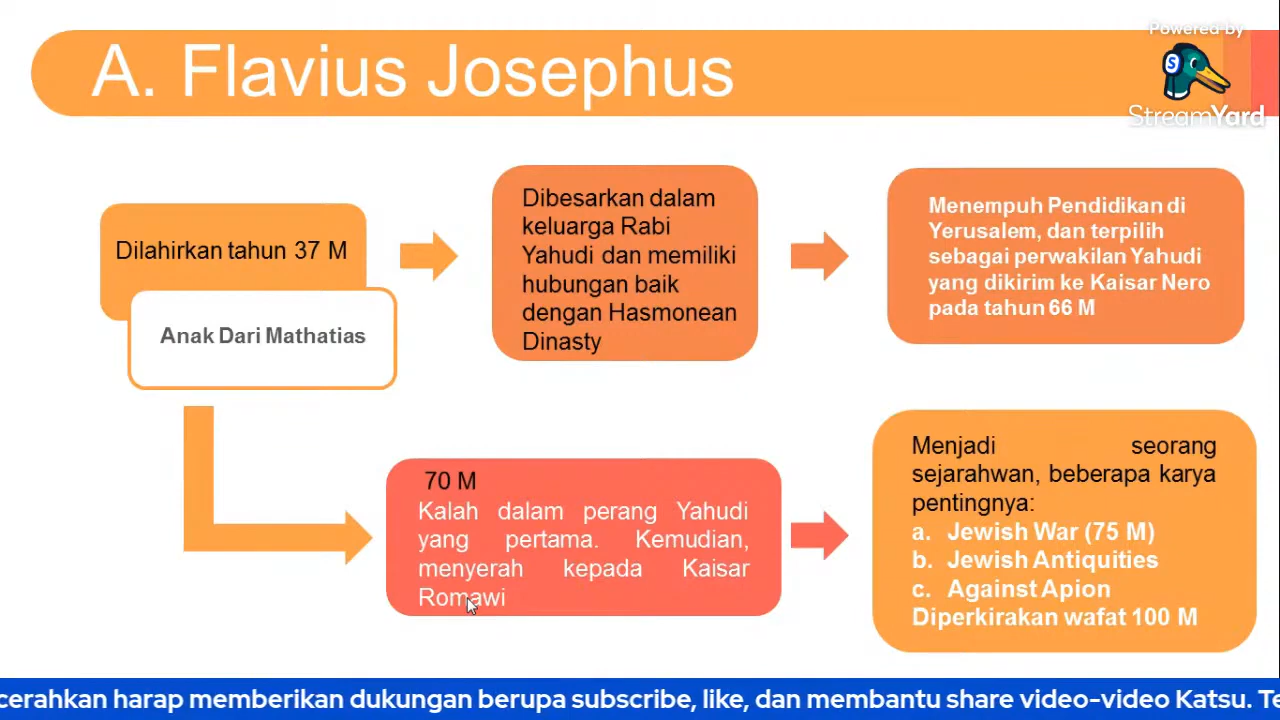 A. Flavius Josephus
Powered by
S
StreamYard
Dilahirkan tahun 37 M
Anak Dari Mathatias
Dibesarkan dalam
keluarga Rabi
Yahudi dan memiliki
hubungan baik
dengan Hasmonean
Dinasty
Menempuh Pendidikan di
Yerusalem, dan terpilih
sebagai perwakilan Yahudi
yang dikirim ke Kaisar Nero
pada tahun 66 M
70 M
Kalah dalam perang Yahudi
yang pertama. Kemudian,
menyerah kepada Kaisar
Romawi
Menjadi seorang
sejarahwan, beberapa karya
pentingnya:
a. Jewish War (75 M)
b. Jewish Antiquities
c. Against Apion
Diperkirakan wafat 100 M
cerahkan harap memberikan dukungan berupa subscribe, like, dan membantu share video-video Katsu. Te